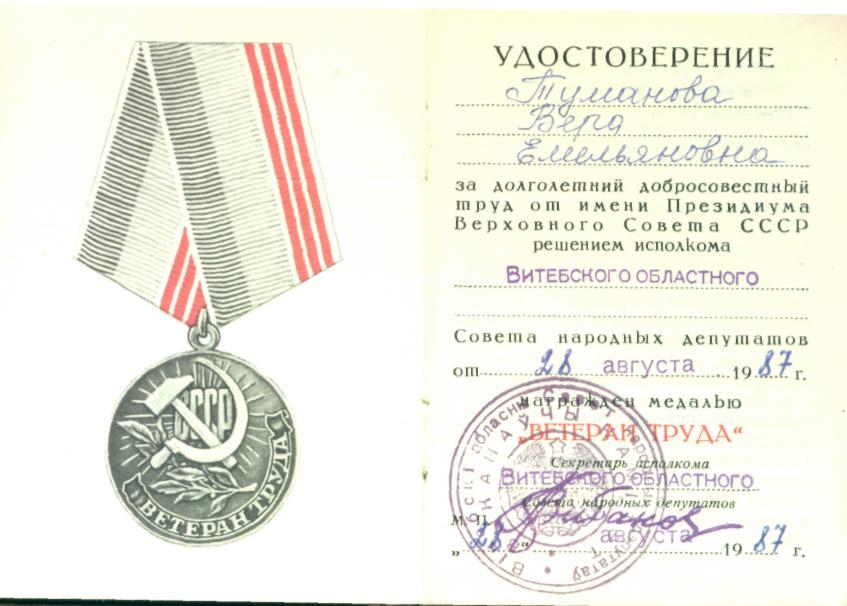 СССР
ВЕТЕРАН ТРУДА
УДОСТОВЕРЕНИЕ
Туманова
Вера
Емельяновна
за долголетний добросовестный
труд от имени Президиума
Верховного Совета СССР
решением исполкома
ВИТЕБСКОГО ОБЛАСТНОГО
Совета народных депутатов
от 28 августа 1987 г.
награжден медалью
„ВЕТЕРАН ТРУДА“
Секретарь исполкома
ВИТЕБСКОГО ОБЛАСТНОГО
Совета народных депутатов
М. П.
„28“ августа 1987 г.